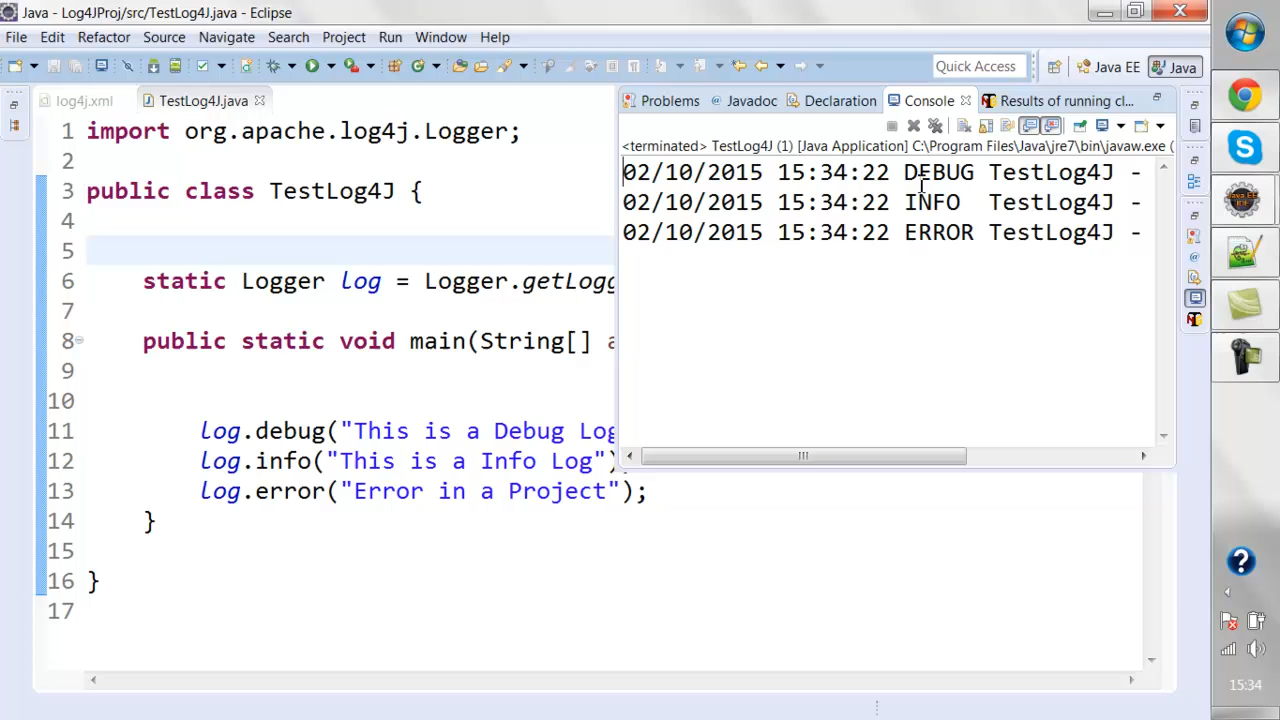 Java - Log4JProj/src/TestLog4J.java - Eclipse
File Edit Refactor Source Navigate Search Project Run Window Help
Quick Access Java EE Java
log4j.xml TestLog4J.java
Problems @ Javadoc Declaration Console Results of running cl...
<terminated> TestLog4J (1) [Java Application] C:\Program Files\Java\jre7\bin\javaw.exe (
02/10/2015 15:34:22 DEBUG TestLog4J -
02/10/2015 15:34:22 INFO TestLog4J -
02/10/2015 15:34:22 ERROR TestLog4J -
1 import org.apache.log4j.Logger;
2
3 public class TestLog4J {
4
5
6 static Logger log = Logger.getLogg
7
8 public static void main(String[] a
9
10
11 log.debug("This is a Debug Log
12 log.info("This is a Info Log")
13 log.error("Error in a Project");
14 }
15
16 }
17
15:34